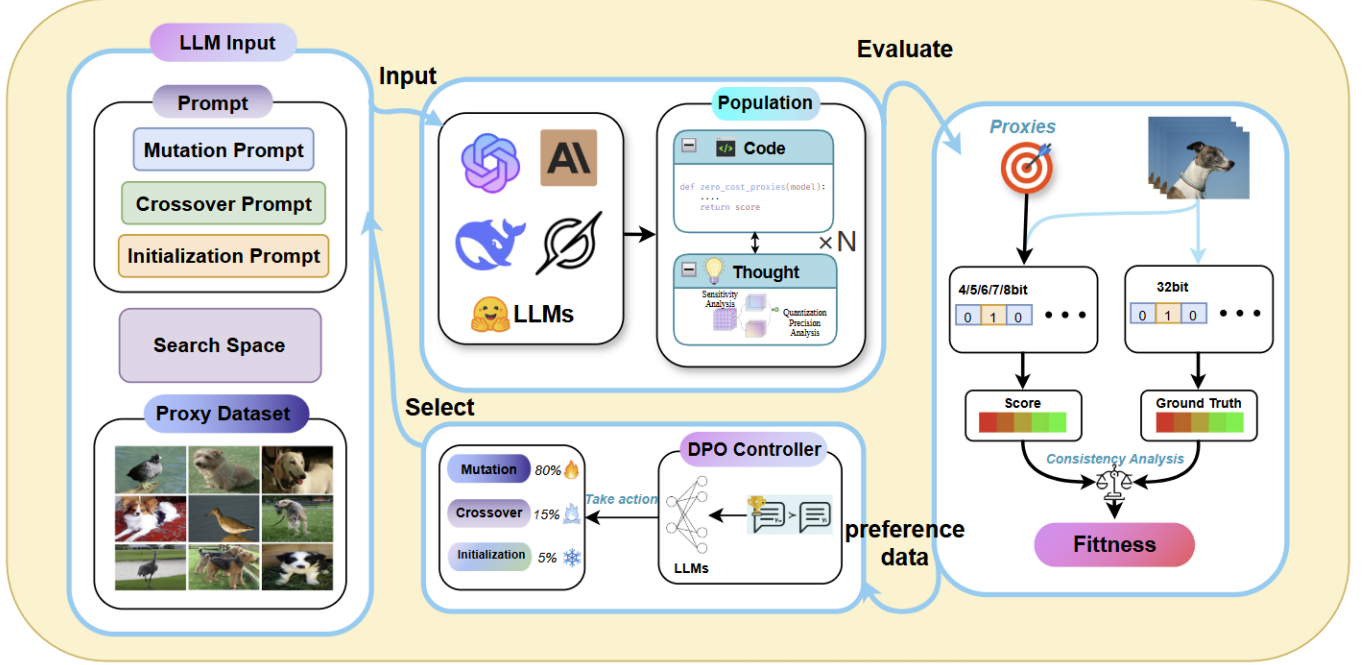 LLM Input
Prompt
Mutation Prompt
Crossover Prompt
Initialization Prompt
Search Space
Proxy Dataset
Input
LLMs
Population
Code
def zero_cost_proxies(model):
....
return score
×N
Thought
Sensitivity
Analysis
Quantization
Precision
Analysis
Evaluate
Proxies
4/5/6/7/8bit
0 1 0
32bit
0 1 0
Score
Ground Truth
Consistency Analysis
Fittness
preference
data
Select
DPO Controller
LLMs
Take action
Mutation 80%
Crossover 15%
Initialization 5%